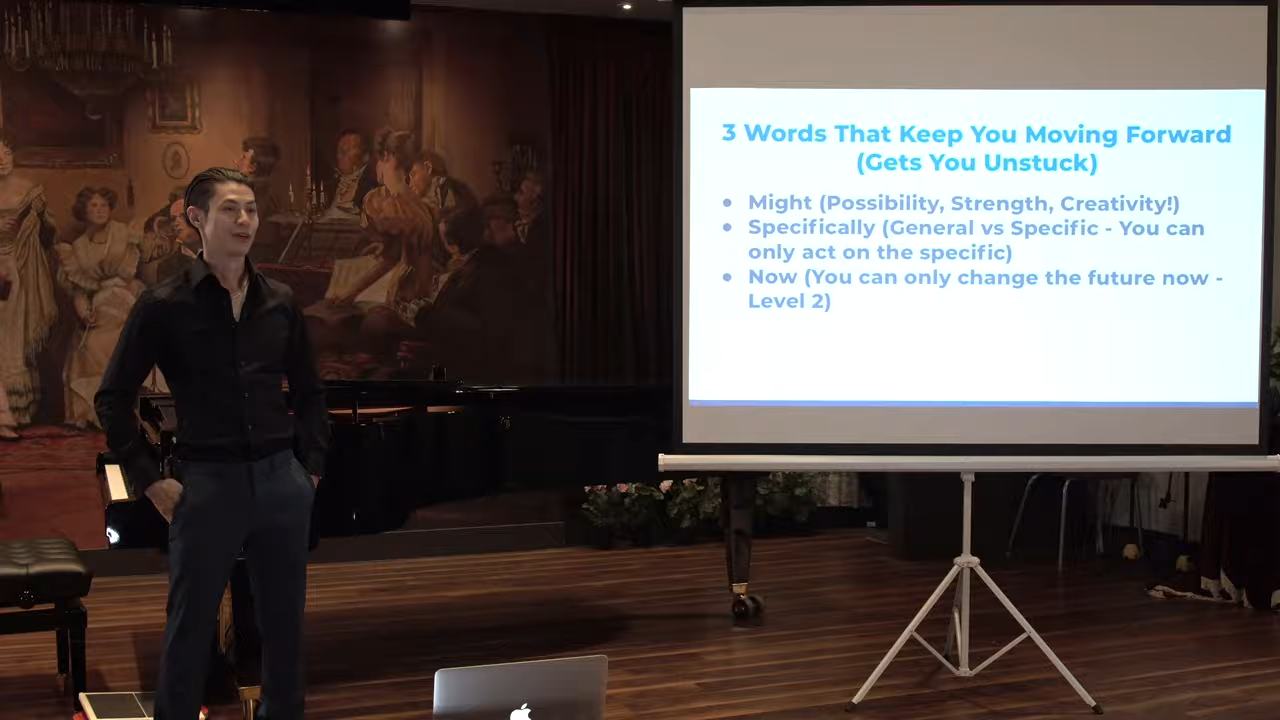 3 Words That Keep You Moving Forward
(Gets You Unstuck)
● Might (Possibility, Strength, Creativity!)
● Specifically (General vs Specific - You can
only act on the specific)
● Now (You can only change the future now -
Level 2)